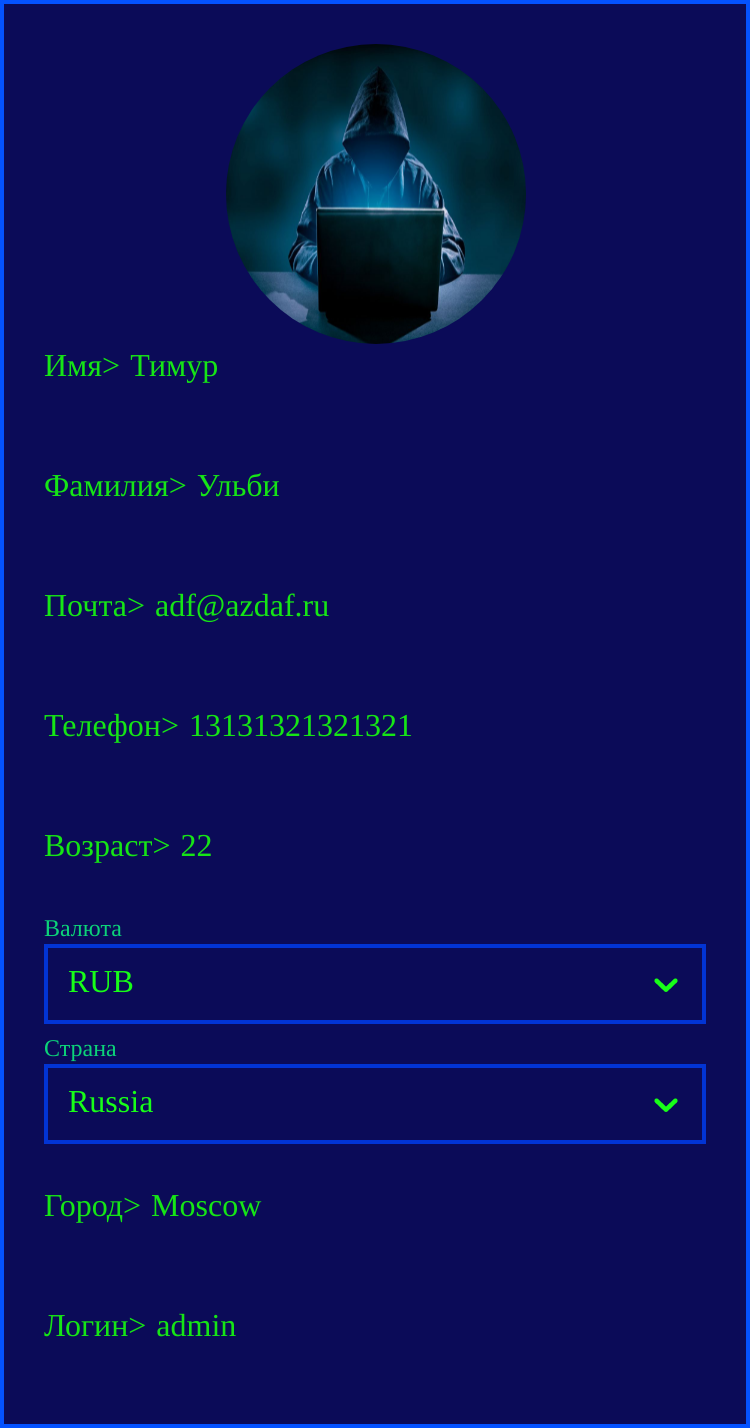 Имя> Тимур
Фамилия> Ульби
Почта> adf@azdaf.ru
Телефон> 13131321321321
Возраст> 22
Валюта
RUB
Страна
Russia
Город> Moscow
Логин> admin